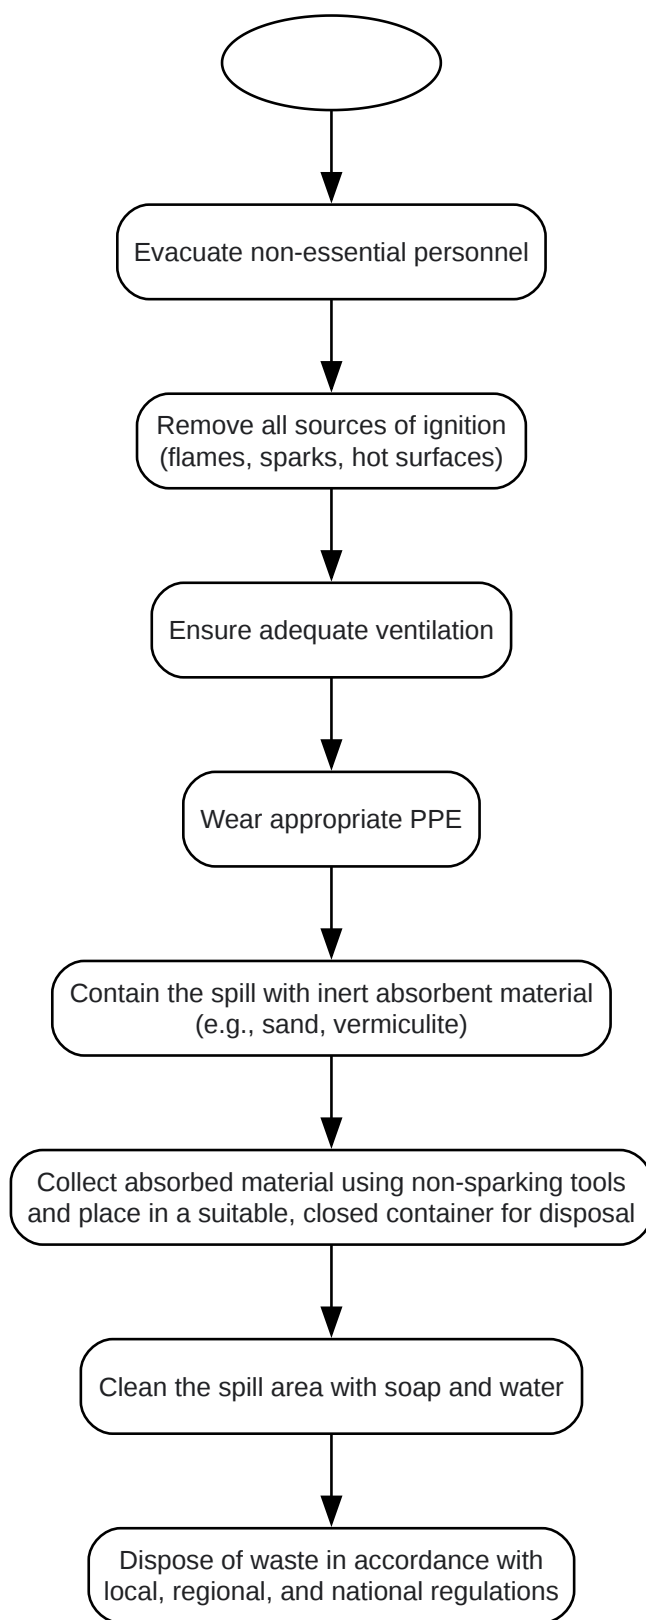 Evacuate non-essential personnel
Remove all sources of ignition
(flames, sparks, hot surfaces)
Ensure adequate ventilation
Wear appropriate PPE
Contain the spill with inert absorbent material
(e.g., sand, vermiculite)
Collect absorbed material using non-sparking tools
and place in a suitable, closed container for disposal
Clean the spill area with soap and water
Dispose of waste in accordance with
local, regional, and national regulations